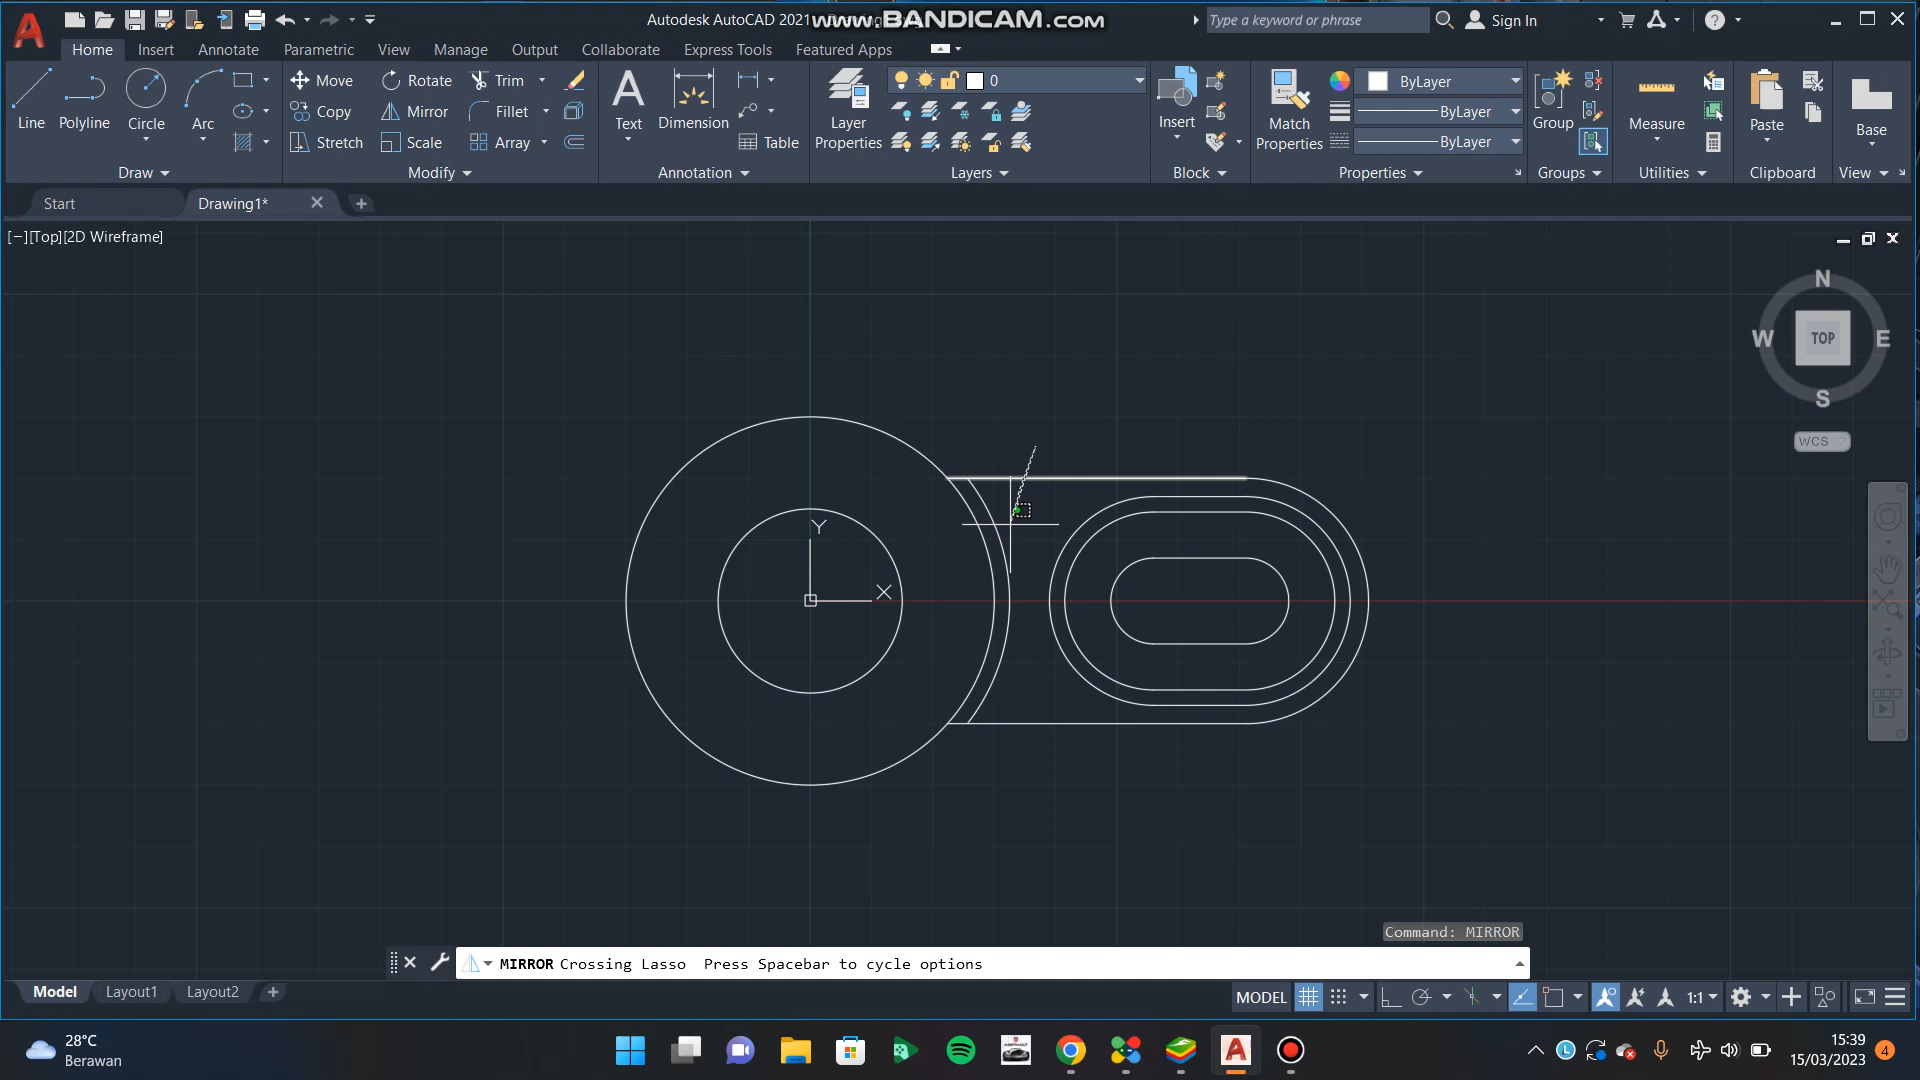 Autodesk AutoCAD 2021
www.BANDICAM.com
Type a keyword or phrase
Sign In
Home Insert Annotate Parametric View Manage Output Collaborate Express Tools Featured Apps
Line Polyline Circle Arc
Move Rotate Trim
Copy Mirror Fillet
Stretch Scale Array
Text Dimension Table
Layer Properties
0
Insert
Match Properties
ByLayer
ByLayer
ByLayer
Group
Measure
Paste
Base
Draw Modify Annotation Layers Block Properties Groups Utilities Clipboard View
Start Drawing1*
[−][Top][2D Wireframe]
N
W TOP E
S
WCS
Y
X
Command: MIRROR
MIRROR Crossing Lasso Press Spacebar to cycle options
Model Layout1 Layout2
MODEL 1:1
28°C
Berawan
15:39
15/03/2023
4